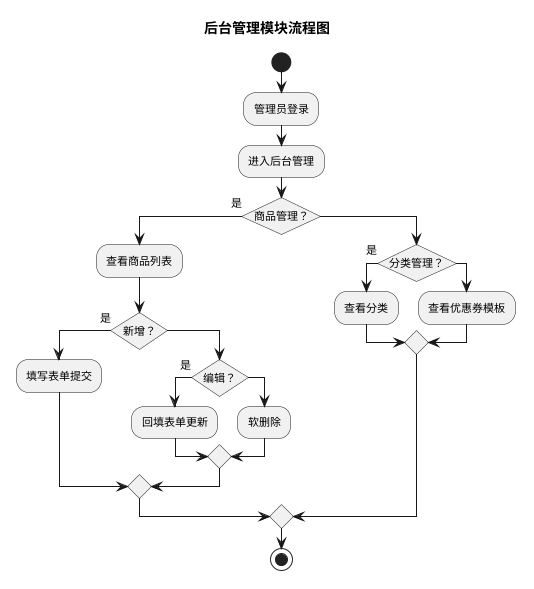 后台管理模块流程图
管理员登录
进入后台管理
是
商品管理？
查看商品列表
是
分类管理？
查看分类
查看优惠券模板
是
新增？
填写表单提交
是
编辑？
回填表单更新
软删除